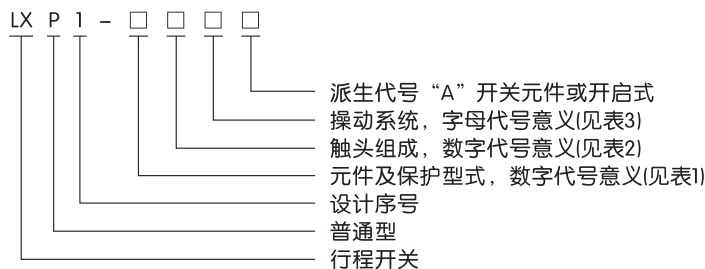 LX P 1 - □ □ □ □
派生代号“A”开关元件或开启式
操动系统，字母代号意义(见表3)
触头组成，数字代号意义(见表2)
元件及保护型式，数字代号意义(见表1)
设计序号
普通型
行程开关